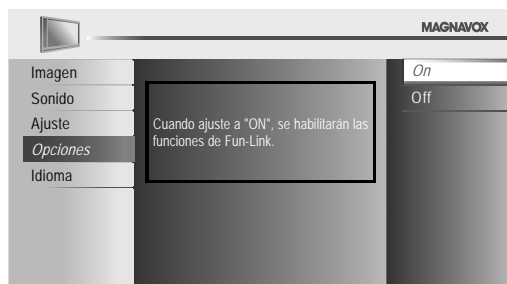 MAGNAVOX
Imagen
Sonido
Ajuste
Opciones
Idioma
Cuando ajuste a "ON", se habilitarán las
funciones de Fun-Link.
On
Off